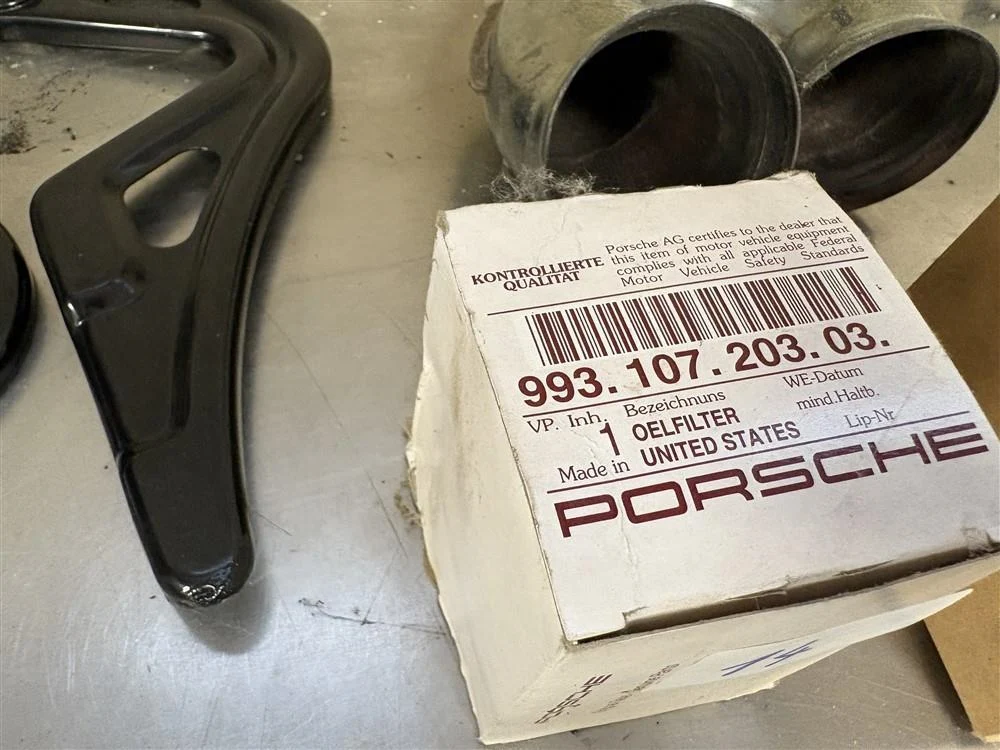 KONTROLLIERTE
QUALITÄT
Porsche AG certifies to the dealer that
this item of motor vehicle equipment
complies with all applicable Federal
Motor Vehicle Safety Standards
993. 107. 203. 03.
VP. Inh. Bezeichnuns WE-Datum
1 OELFILTER mind.Haltb.
Made in UNITED STATES Lip-Nr
PORSCHE
PORSCHE